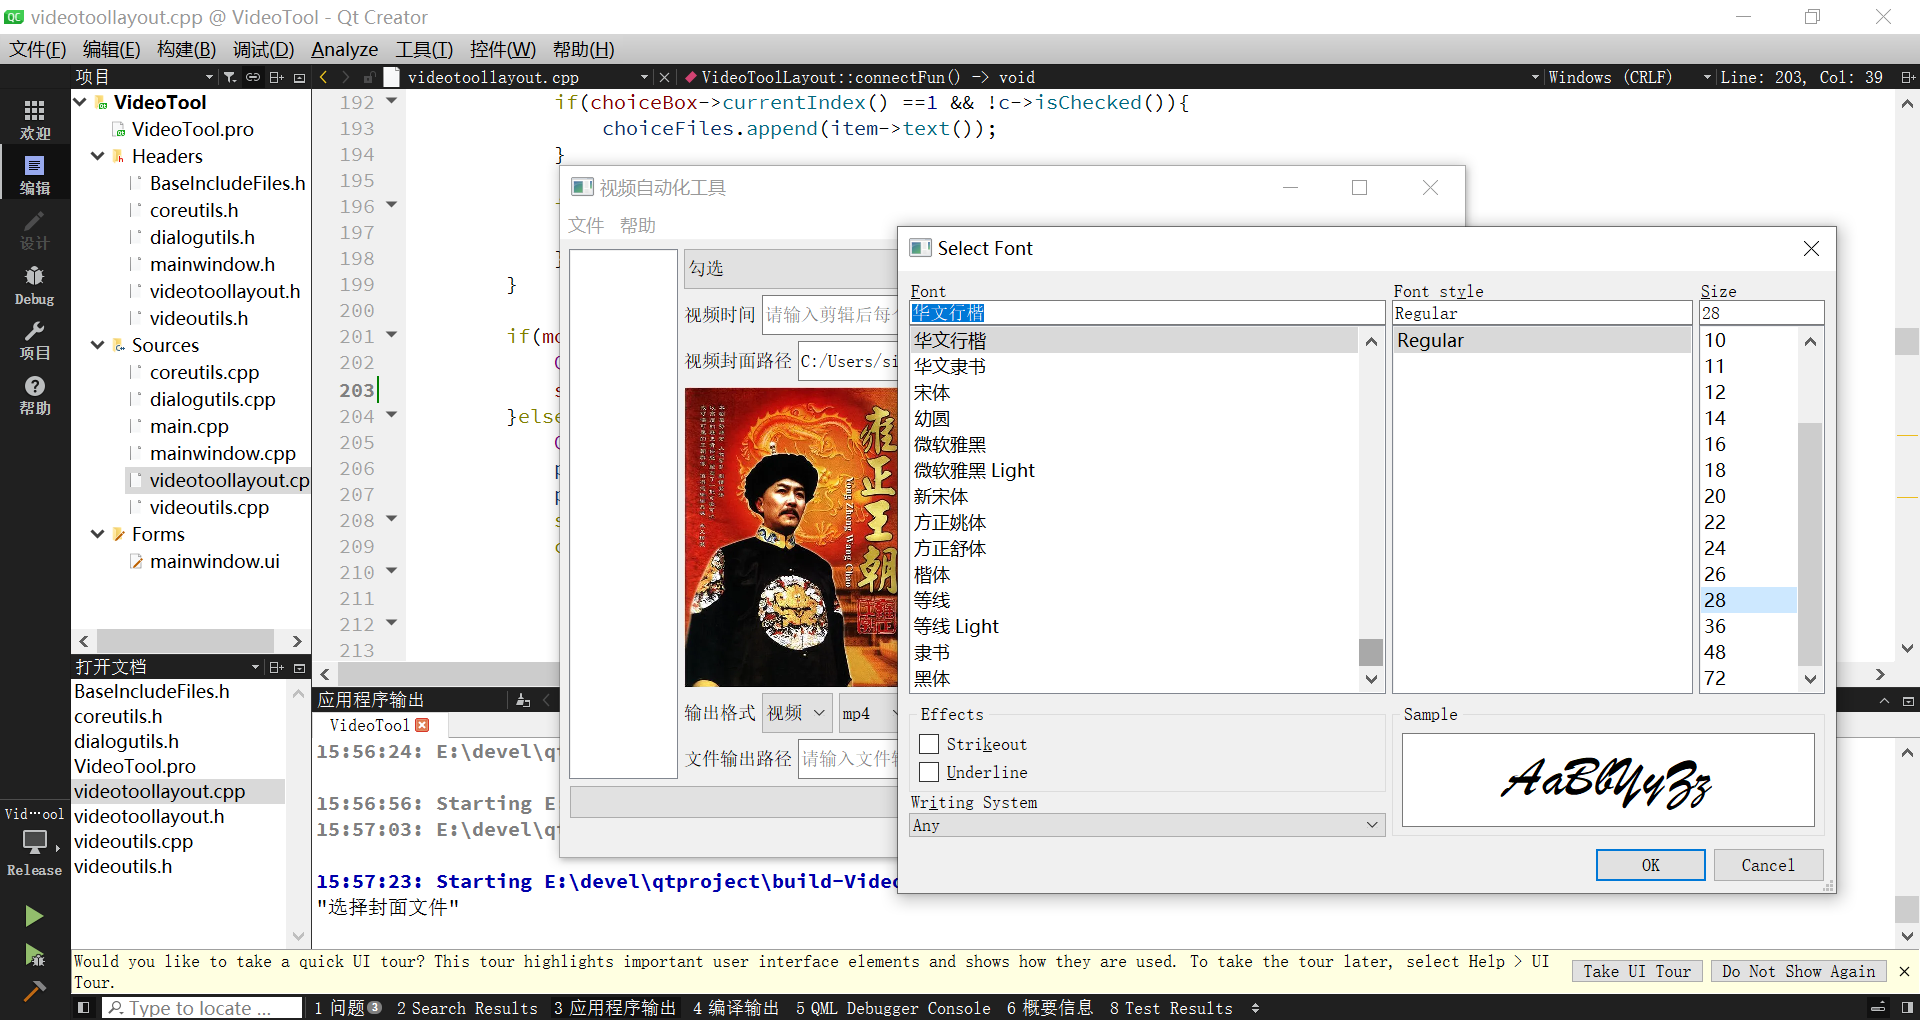 videotoollayout.cpp @ VideoTool - Qt Creator
文件(F) 编辑(E) 构建(B) 调试(D) Analyze 工具(T) 控件(W) 帮助(H)
项目
videotoollayout.cpp
VideoToolLayout::connectFun() -> void
Windows (CRLF)
Line: 203, Col: 39
欢迎
编辑
设计
Debug
项目
帮助
Vid···ool
Release
VideoTool
VideoTool.pro
Headers
BaseIncludeFiles.h
coreutils.h
dialogutils.h
mainwindow.h
videotoollayout.h
videoutils.h
Sources
coreutils.cpp
dialogutils.cpp
main.cpp
mainwindow.cpp
videotoollayout.cp
videoutils.cpp
Forms
mainwindow.ui
打开文档
BaseIncludeFiles.h
coreutils.h
dialogutils.h
VideoTool.pro
videotoollayout.cpp
videotoollayout.h
videoutils.cpp
videoutils.h
192 if(choiceBox->currentIndex() ==1 && !c->isChecked()){
193 choiceFiles.append(item->text());
194 }
195
196
197
198
199 }
200
201 if(mo
202
203 s
204 }else
205
206 p
207 p
208 s
209 c
210
211
212
213
视频自动化工具
文件 帮助
勾选
视频时间 请输入剪辑后每个
视频封面路径 C:/Users/si
雍正王朝
Yong Zheng Wang Chao
输出格式 视频 mp4
文件输出路径 请输入文件输
Select Font
Font
华文行楷
华文行楷
华文隶书
宋体
幼圆
微软雅黑
微软雅黑 Light
新宋体
方正姚体
方正舒体
楷体
等线
等线 Light
隶书
黑体
Font style
Regular
Regular
Size
28
10
11
12
14
16
18
20
22
24
26
28
36
48
72
Effects
Strikeout
Underline
Writing System
Any
Sample
AaBbYyZz
OK Cancel
应用程序输出
VideoTool
15:56:24: E:\devel\qt
15:56:56: Starting E
15:57:03: E:\devel\qt
15:57:23: Starting E:\devel\qtproject\build-Videc
"选择封面文件"
Would you like to take a quick UI tour? This tour highlights important user interface elements and shows how they are used. To take the tour later, select Help > UI
Tour.
Take UI Tour Do Not Show Again
Type to locate ...
1 问题 3 2 Search Results 3 应用程序输出 4 编译输出 5 QML Debugger Console 6 概要信息 8 Test Results